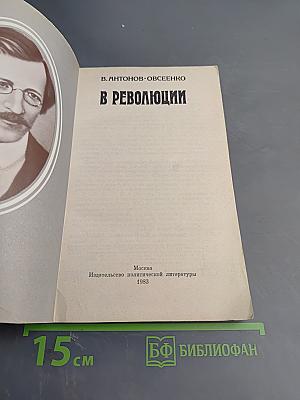 В. АНТОНОВ-ОВСЕЕНКО
В РЕВОЛЮЦИИ
Москва
Издательство политической литературы
1983
15 см
БФ БИБЛИОФАН